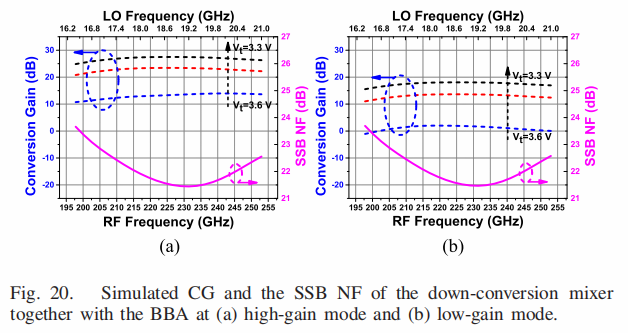 LO Frequency (GHz)
16.2 16.8 17.4 18.0 18.6 19.2 19.8 20.4 21.0
Conversion Gain (dB)
30
20
10
0
-10
-20
Vt=3.3 V
Vt=3.6 V
27
26
25
24
23
22
21
SSB NF (dB)
195 200 205 210 215 220 225 230 235 240 245 250 255
RF Frequency (GHz)
(a)
LO Frequency (GHz)
16.2 16.8 17.4 18.0 18.6 19.2 19.8 20.4 21.0
Conversion Gain (dB)
30
20
10
0
-10
-20
Vt=3.3 V
Vt=3.6 V
27
26
25
24
23
22
21
SSB NF (dB)
195 200 205 210 215 220 225 230 235 240 245 250 255
RF Frequency (GHz)
(b)
Fig. 20. Simulated CG and the SSB NF of the down-conversion mixer
together with the BBA at (a) high-gain mode and (b) low-gain mode.